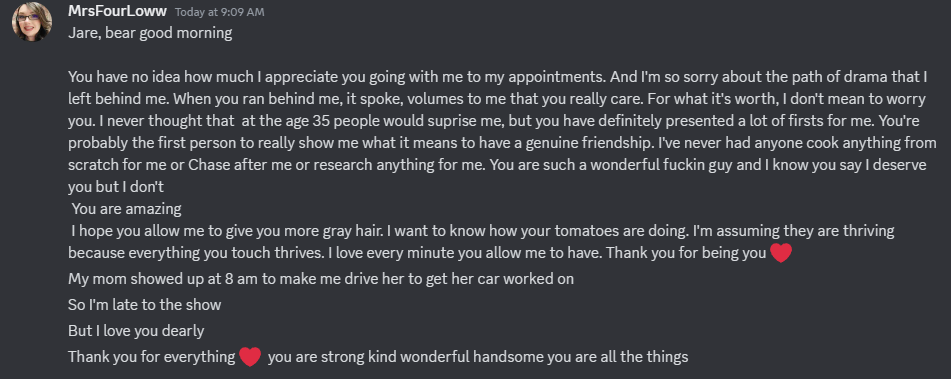 MrsFourLoww Today at 9:09 AM
Jare, bear good morning
You have no idea how much I appreciate you going with me to my appointments. And I'm so sorry about the path of drama that I
left behind me. When you ran behind me, it spoke, volumes to me that you really care. For what it's worth, I don't mean to worry
you. I never thought that  at the age 35 people would suprise me, but you have definitely presented a lot of firsts for me. You're
probably the first person to really show me what it means to have a genuine friendship. I've never had anyone cook anything from
scratch for me or Chase after me or research anything for me. You are such a wonderful fuckin guy and I know you say I deserve
you but I don't
You are amazing
I hope you allow me to give you more gray hair. I want to know how your tomatoes are doing. I'm assuming they are thriving
because everything you touch thrives. I love every minute you allow me to have. Thank you for being you ❤️
My mom showed up at 8 am to make me drive her to get her car worked on
So I'm late to the show
But I love you dearly
Thank you for everything ❤️ you are strong kind wonderful handsome you are all the things